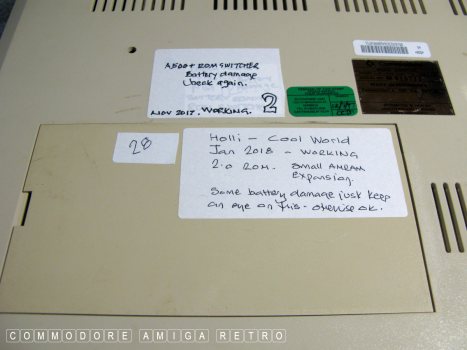 A500 + ROM SWITCHER
Battery damage
check again.
NOV 2017. WORKING. 2
28
Holli - Cool World
Jan 2018 - WORKING
2.0 ROM. Small AMRAM
Expansion.
Some battery damage just keep
an eye on this - otherwise ok.
COMMODORE AMIGA RETRO